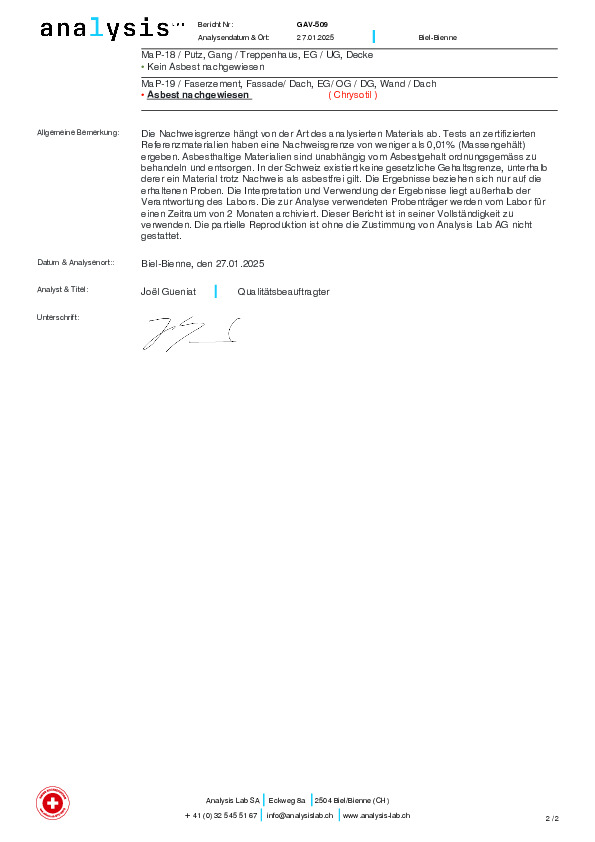 analysis
Bericht Nr: GAV-509
Analysendatum & Ort: 27.01.2025 Biel-Bienne
MaP-18 / Putz, Gang / Treppenhaus, EG / UG, Decke
• Kein Asbest nachgewiesen
MaP-19 / Faserzement, Fassade/ Dach, EG/ OG / DG, Wand / Dach
• Asbest nachgewiesen ( Chrysotil )
Allgemeine Bemerkung:
Die Nachweisgrenze hängt von der Art des analysierten Materials ab. Tests an zertifizierten
Referenzmaterialien haben eine Nachweisgrenze von weniger als 0,01% (Massengehält)
ergeben. Asbesthaltige Materialien sind unabhängig vom Asbestgehalt ordnungsgemäss zu
behandeln und entsorgen. In der Schweiz existiert keine gesetzliche Gehaltsgrenze, unterhalb
derer ein Material trotz Nachweis als asbestfrei gilt. Die Ergebnisse beziehen sich nur auf die
erhaltenen Proben. Die Interpretation und Verwendung der Ergebnisse liegt außerhalb der
Verantwortung des Labors. Die zur Analyse verwendeten Probenträger werden vom Labor für
einen Zeitraum von 2 Monaten archiviert. Dieser Bericht ist in seiner Vollständigkeit zu
verwenden. Die partielle Reproduktion ist ohne die Zustimmung von Analysis Lab AG nicht
gestattet.
Datum & Analysenort:: Biel-Bienne, den 27.01.2025
Analyst & Titel: Joël Gueniat Qualitätsbeauftragter
Unterschrift:
Analysis Lab SA Eckweg 8a 2504 Biel/Bienne (CH)
+ 41 (0) 32 545 51 67 info@analysislab.ch www.analysis-lab.ch
2 / 2